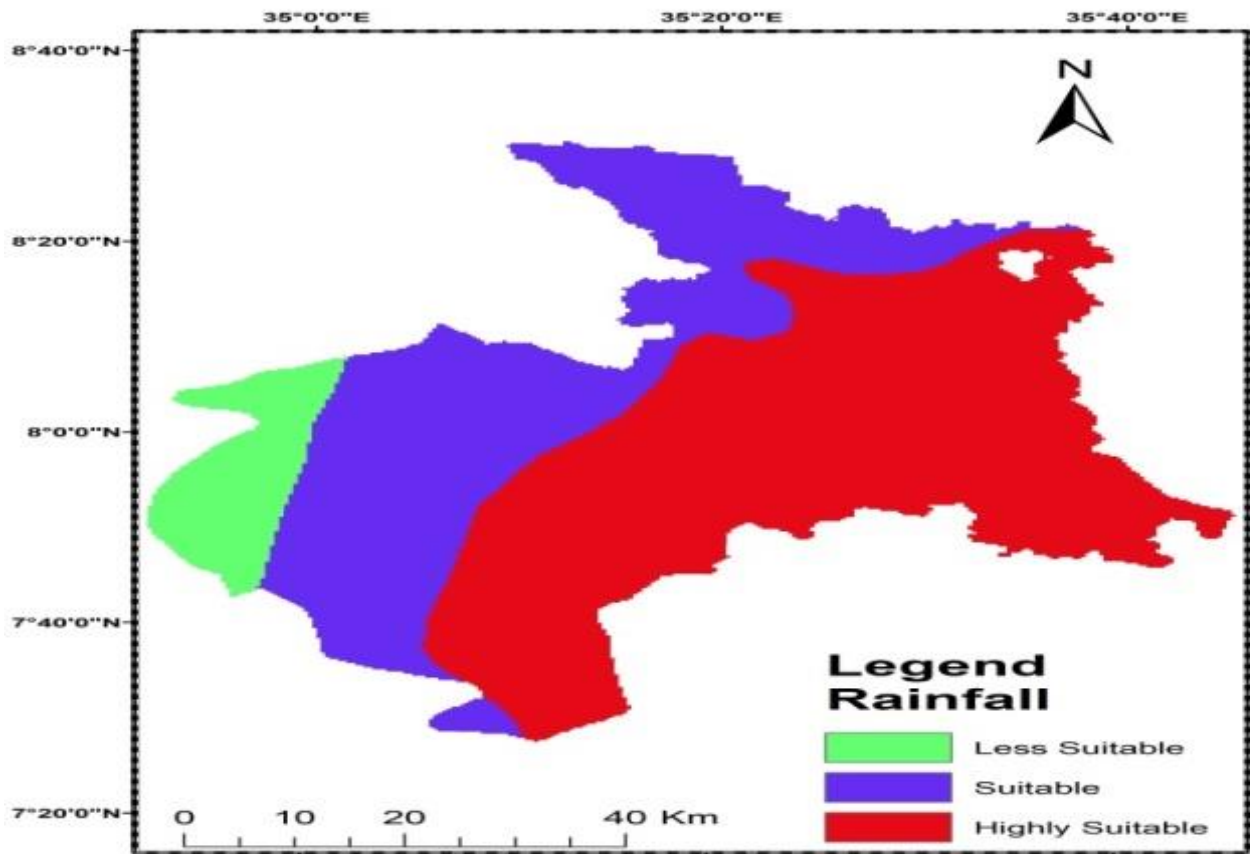 35°0'0"E 35°20'0"E 35°40'0"E
8°40'0"N
N
8°20'0"N
8°0'0"N
7°40'0"N
7°20'0"N
Legend
Rainfall
Less Suitable
Suitable
Highly Suitable
0 10 20 40 Km